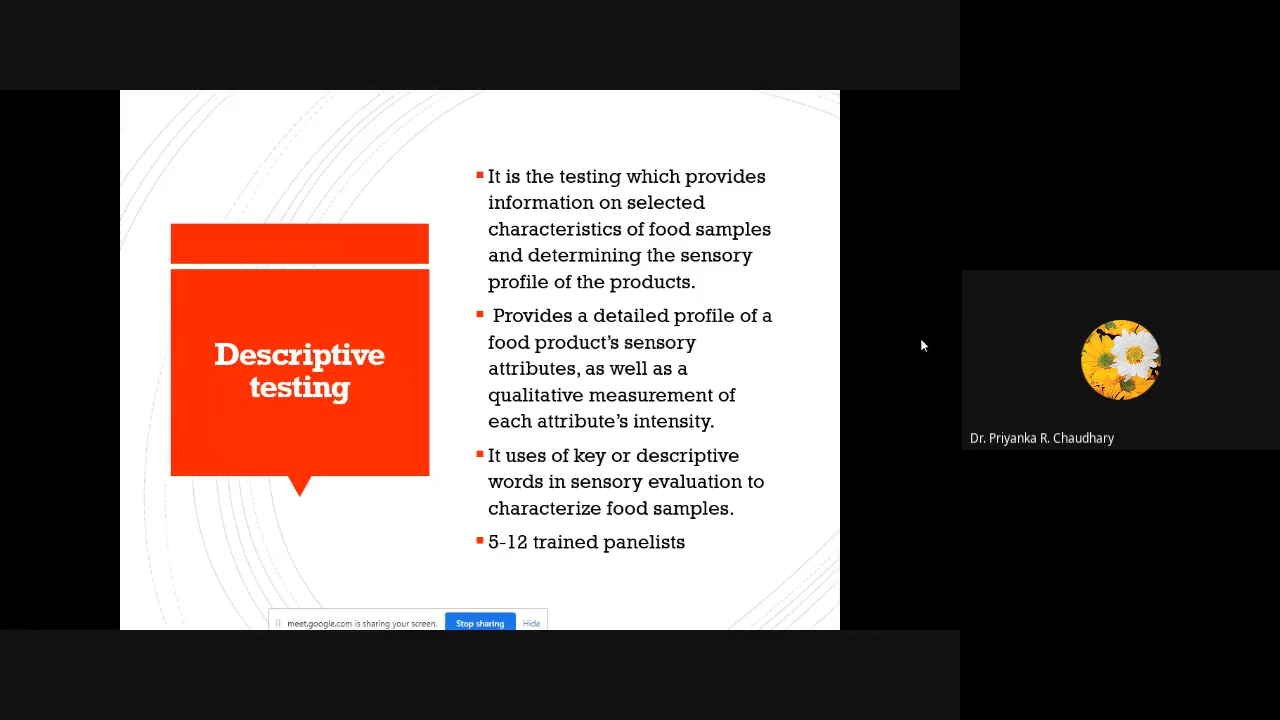 Descriptive
testing
It is the testing which provides
information on selected
characteristics of food samples
and determining the sensory
profile of the products.
Provides a detailed profile of a
food product's sensory
attributes, as well as a
qualitative measurement of
each attribute's intensity.
It uses of key or descriptive
words in sensory evaluation to
characterize food samples.
5-12 trained panelists
meet.google.com is sharing your screen.
Stop sharing
Hide
Dr. Priyanka R. Chaudhary